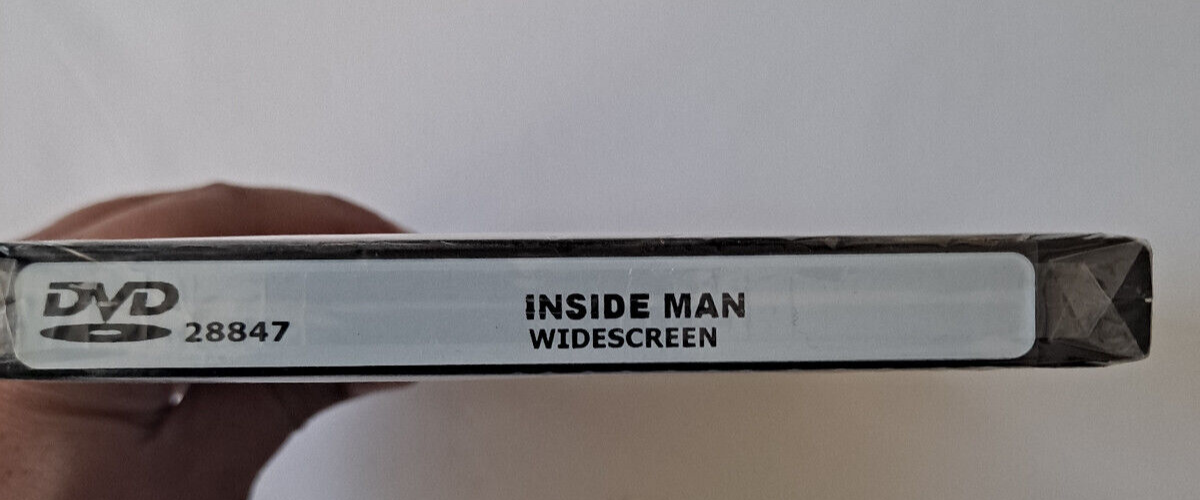 DVD
28847
INSIDE MAN
WIDESCREEN